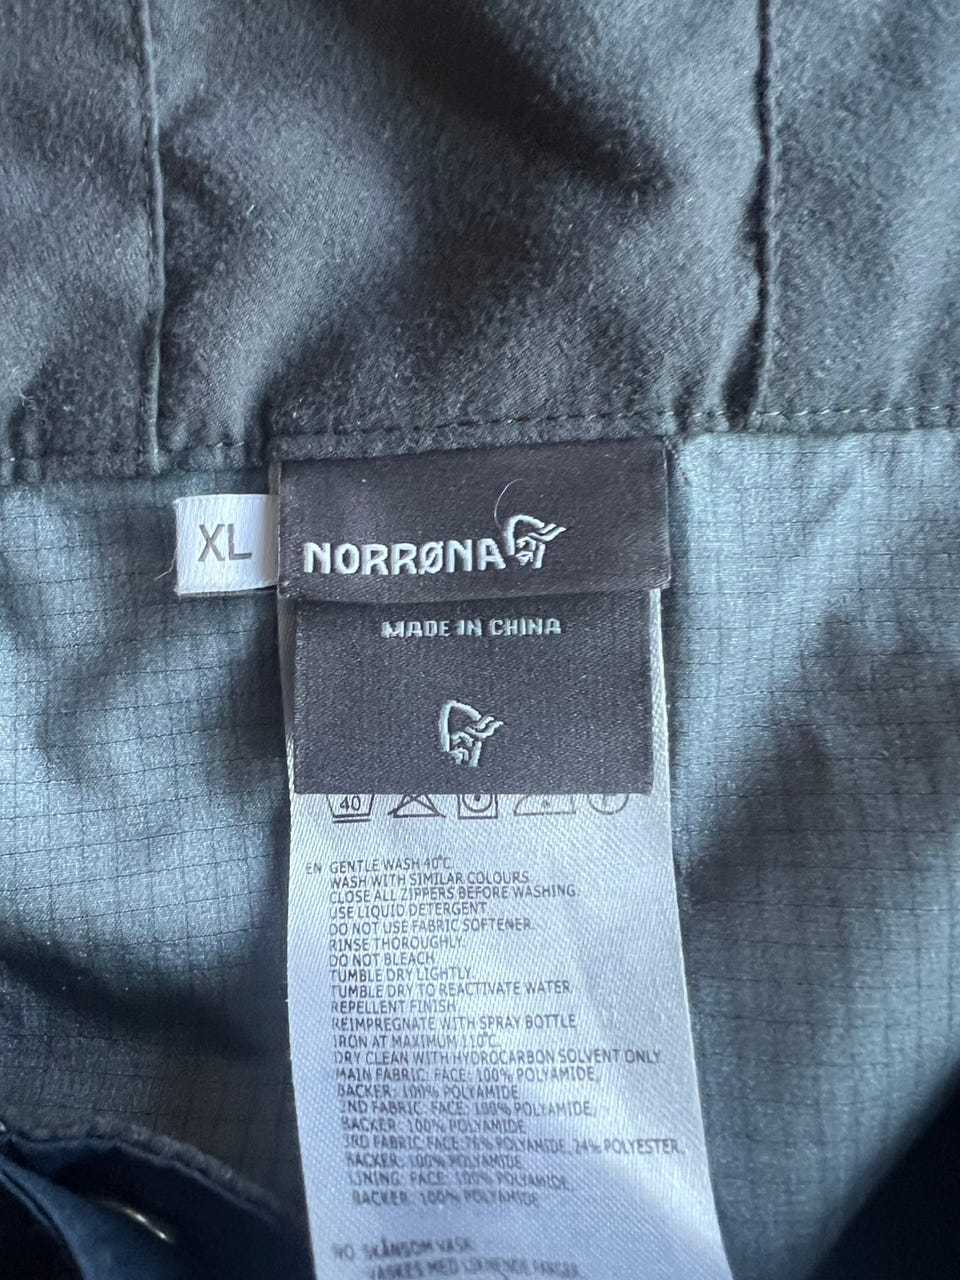 XL
NORRØNA
MADE IN CHINA
40
EN GENTLE WASH 40°C
WASH WITH SIMILAR COLOURS
CLOSE ALL ZIPPERS BEFORE WASHING.
USE LIQUID DETERGENT
DO NOT USE FABRIC SOFTENER.
RINSE THOROUGHLY.
DO NOT BLEACH
TUMBLE DRY LIGHTLY.
TUMBLE DRY TO REACTIVATE WATER
REPELLENT FINISH
REIMPREGNATE WITH SPRAY BOTTLE
IRON AT MAXIMUM 110°C
DRY CLEAN WITH HYDROCARBON SOLVENT ONLY
MAIN FABRIC: FACE: 100% POLYAMIDE,
BACKER: 100% POLYAMIDE
2ND FABRIC: FACE: 100% POLYAMIDE,
BACKER: 100% POLYAMIDE
3RD FABRIC FACE 76% POLYAMIDE, 24% POLYESTER,
BACKER: 100% POLYAMIDE
LINING: FACE: 100% POLYAMIDE,
BACKER: 100% POLYAMIDE
NO SKÅNSOM VASK
VASKES MED LIKNENDE FARGER